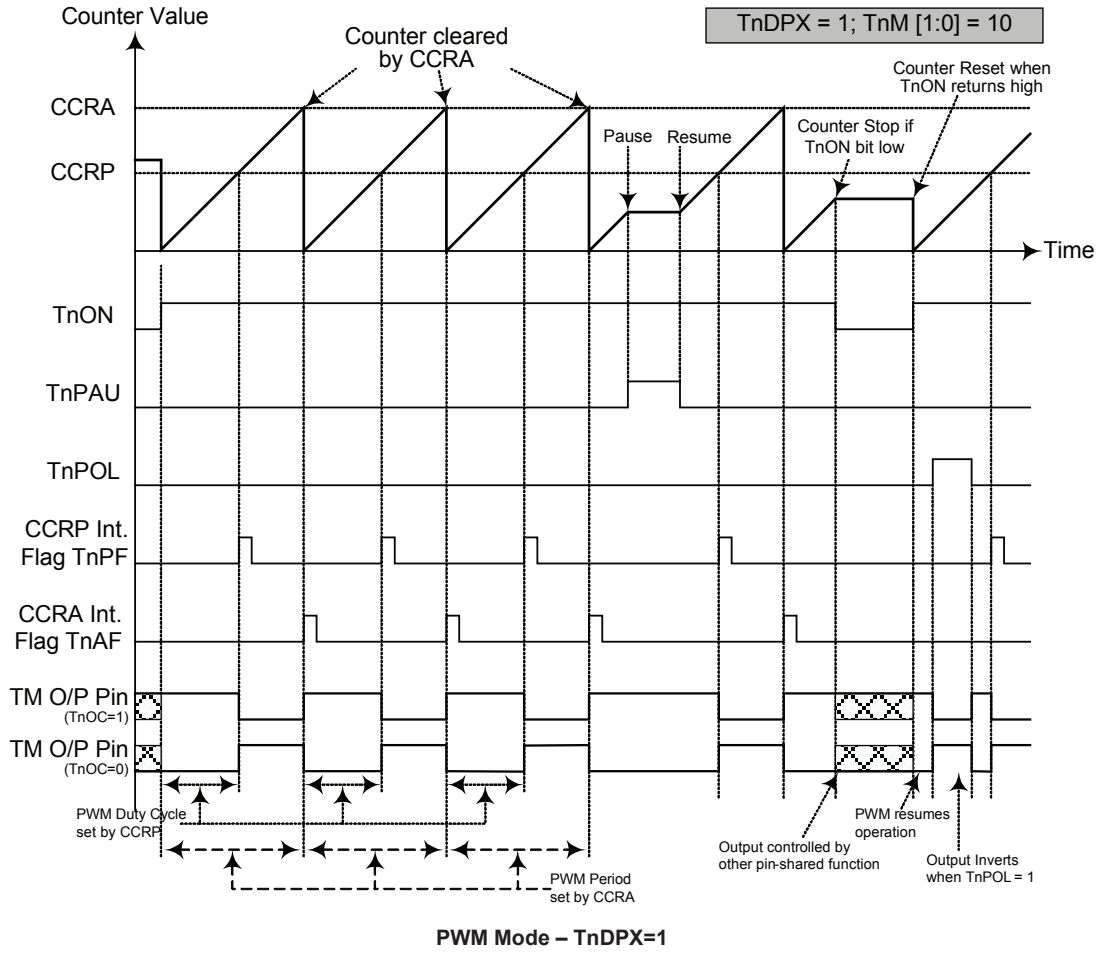 Counter Value
TnDPX = 1; TnM [1:0] = 10
Counter cleared
by CCRA
Counter Reset when
TnON returns high
CCRA
Pause
Resume
Counter Stop if
TnON bit low
CCRP
Time
TnON
TnPAU
TnPOL
CCRP Int.
Flag TnPF
CCRA Int.
Flag TnAF
TM O/P Pin
(TnOC=1)
TM O/P Pin
(TnOC=0)
PWM Duty Cycle
set by CCRP
PWM resumes
operation
Output controlled by
other pin-shared function
Output Inverts
when TnPOL = 1
PWM Period
set by CCRA
PWM Mode – TnDPX=1